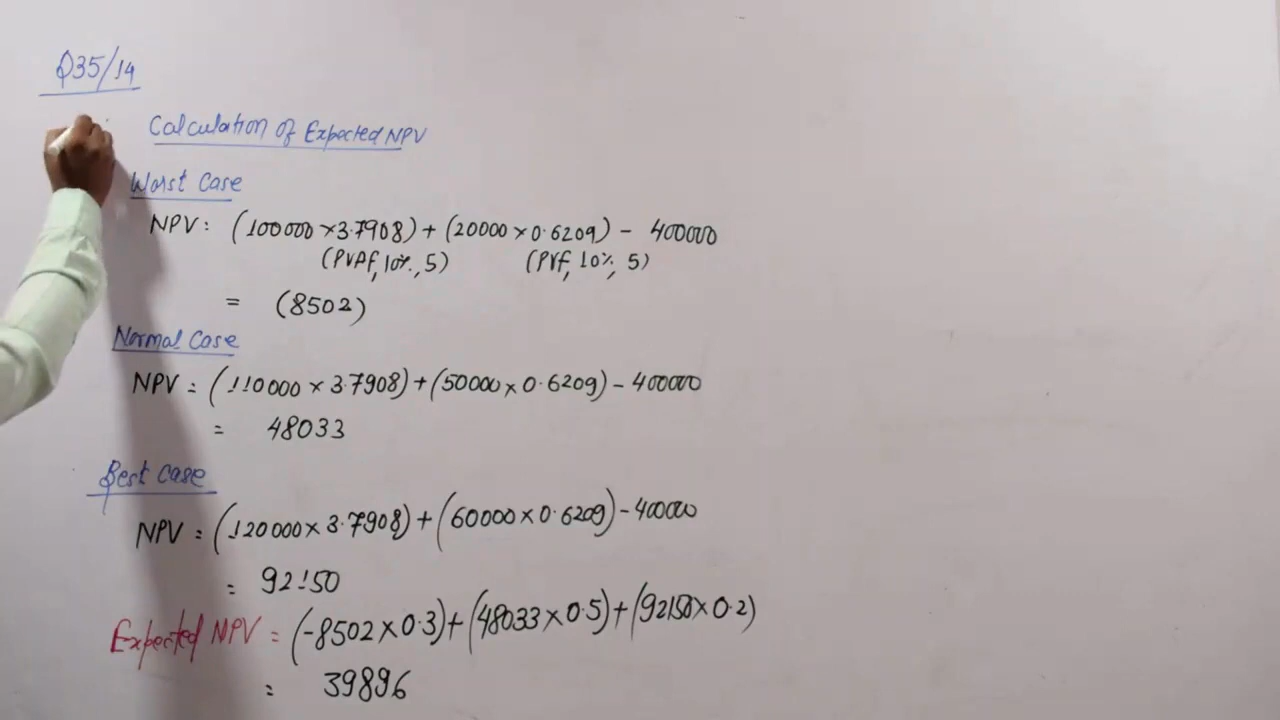 Q35/14
Calculation of Expected NPV
Worst Case
NPV: (100000 × 3.7908) + (20000 × 0.6209) - 400000
(PVAf, 10%, 5) (PVf, 10%, 5)
= (8502)
Normal Case
NPV = (110000 × 3.7908) + (50000 × 0.6209) - 400000
= 48033
Best case
NPV = (120000 × 3.7908) + (60000 × 0.6209) - 400000
= 92150
Expected NPV = (-8502 × 0.3) + (48033 × 0.5) + (92150 × 0.2)
= 39896